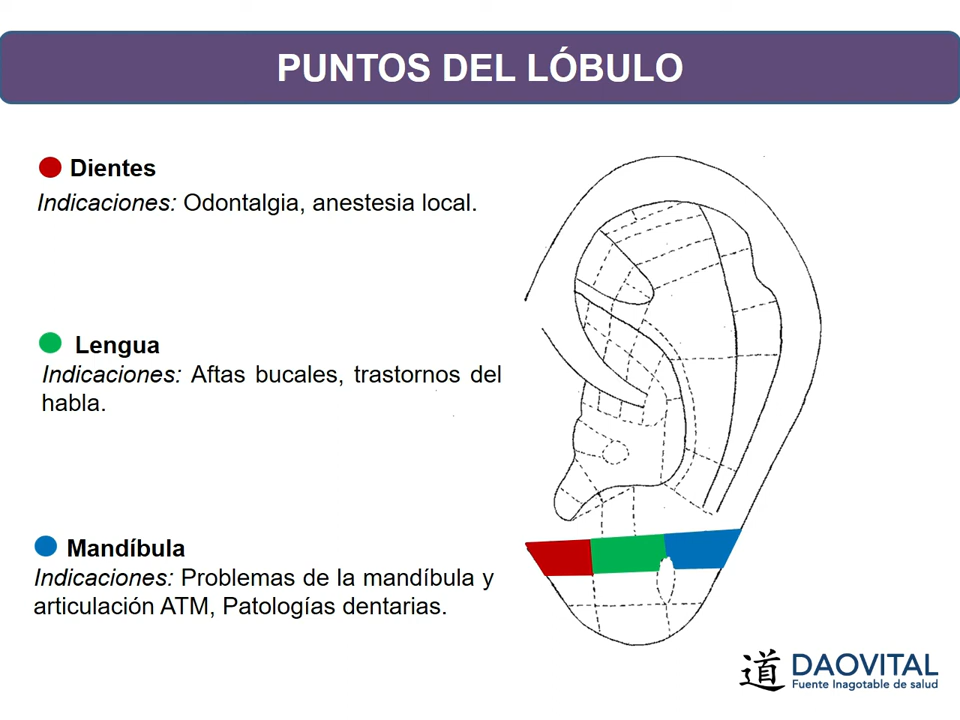 PUNTOS DEL LÓBULO
Dientes
Indicaciones: Odontalgia, anestesia local.
Lengua
Indicaciones: Aftas bucales, trastornos del
habla.
Mandíbula
Indicaciones: Problemas de la mandíbula y
articulación ATM, Patologías dentarias.
道 DAOVITAL
Fuente Inagotable de salud